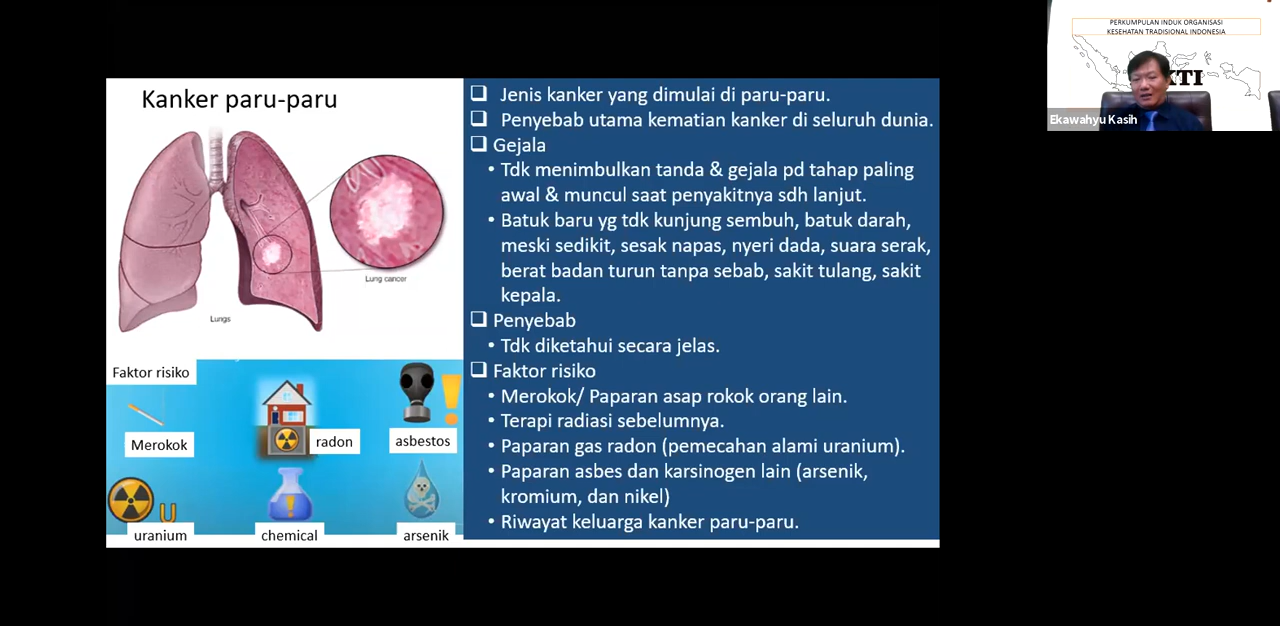 Kanker paru-paru
Lung cancer
Lungs
Faktor risiko
Merokok
radon
asbestos
U
uranium
chemical
arsenik
Jenis kanker yang dimulai di paru-paru.
Penyebab utama kematian kanker di seluruh dunia.
Gejala
• Tdk menimbulkan tanda & gejala pd tahap paling
awal & muncul saat penyakitnya sdh lanjut.
• Batuk baru yg tdk kunjung sembuh, batuk darah,
meski sedikit, sesak napas, nyeri dada, suara serak,
berat badan turun tanpa sebab, sakit tulang, sakit
kepala.
Penyebab
• Tdk diketahui secara jelas.
Faktor risiko
• Merokok/ Paparan asap rokok orang lain.
• Terapi radiasi sebelumnya.
• Paparan gas radon (pemecahan alami uranium).
• Paparan asbes dan karsinogen lain (arsenik,
kromium, dan nikel)
• Riwayat keluarga kanker paru-paru.
PERKUMPULAN INDUK ORGANISASI
KESEHATAN TRADISIONAL INDONESIA
Ekawahyu Kasih